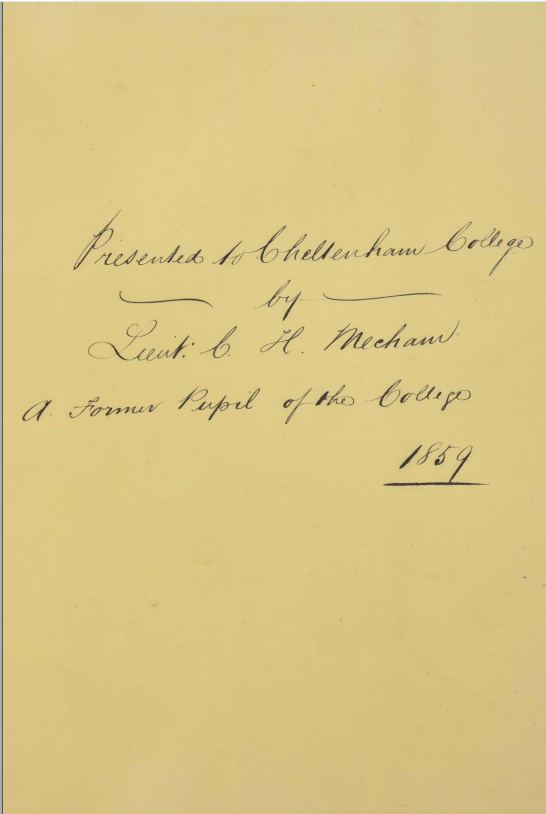 Presented to Cheltenham College
by
Lieut: C. H. Mecham
A Former Pupil of the College
1859